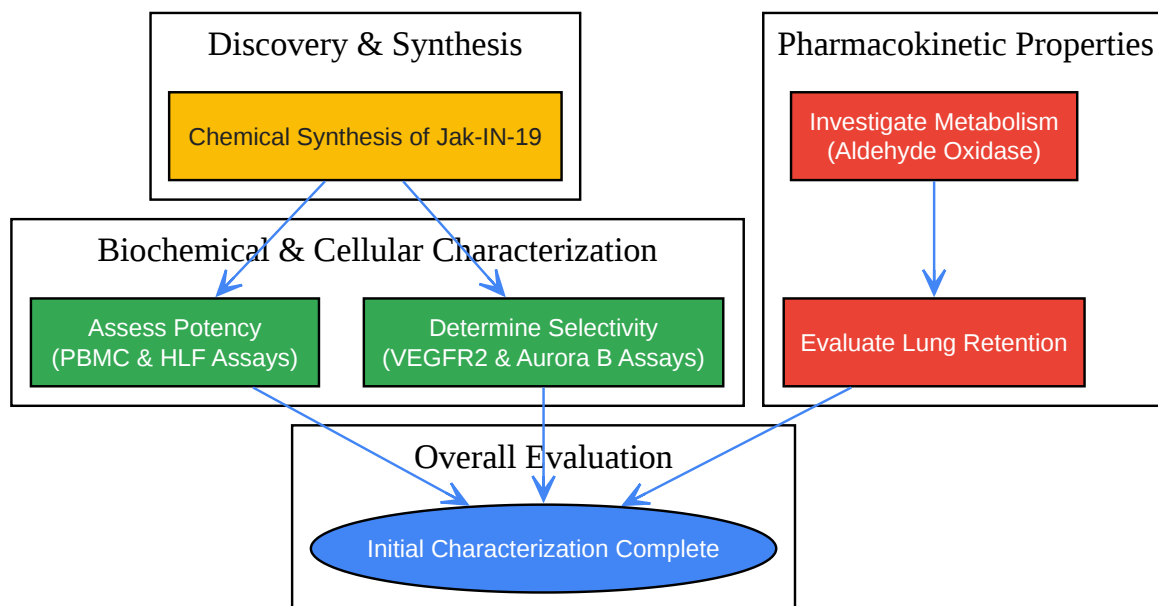 Discovery & Synthesis
Chemical Synthesis of Jak-IN-19
Pharmacokinetic Properties
Investigate Metabolism
(Aldehyde Oxidase)
Biochemical & Cellular Characterization
Assess Potency
(PBMC & HLF Assays)
Determine Selectivity
(VEGFR2 & Aurora B Assays)
Evaluate Lung Retention
Overall Evaluation
Initial Characterization Complete